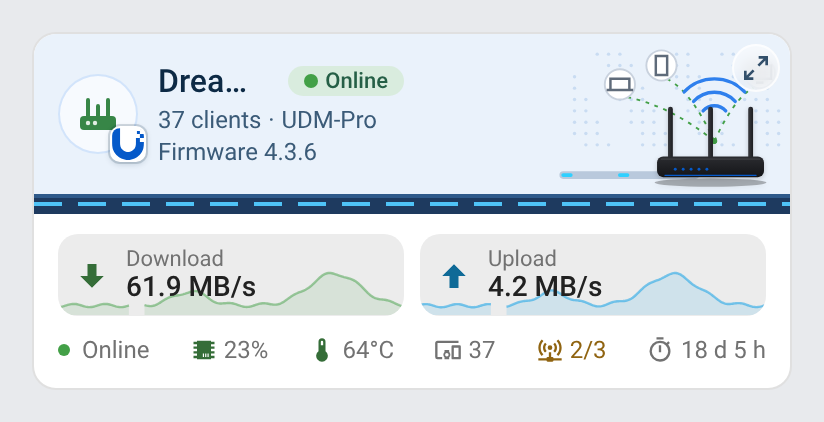 Drea...
Online
37 clients · UDM-Pro
Firmware 4.3.6
Download
61.9 MB/s
Upload
4.2 MB/s
Online
23%
64°C
37
2/3
18 d 5 h